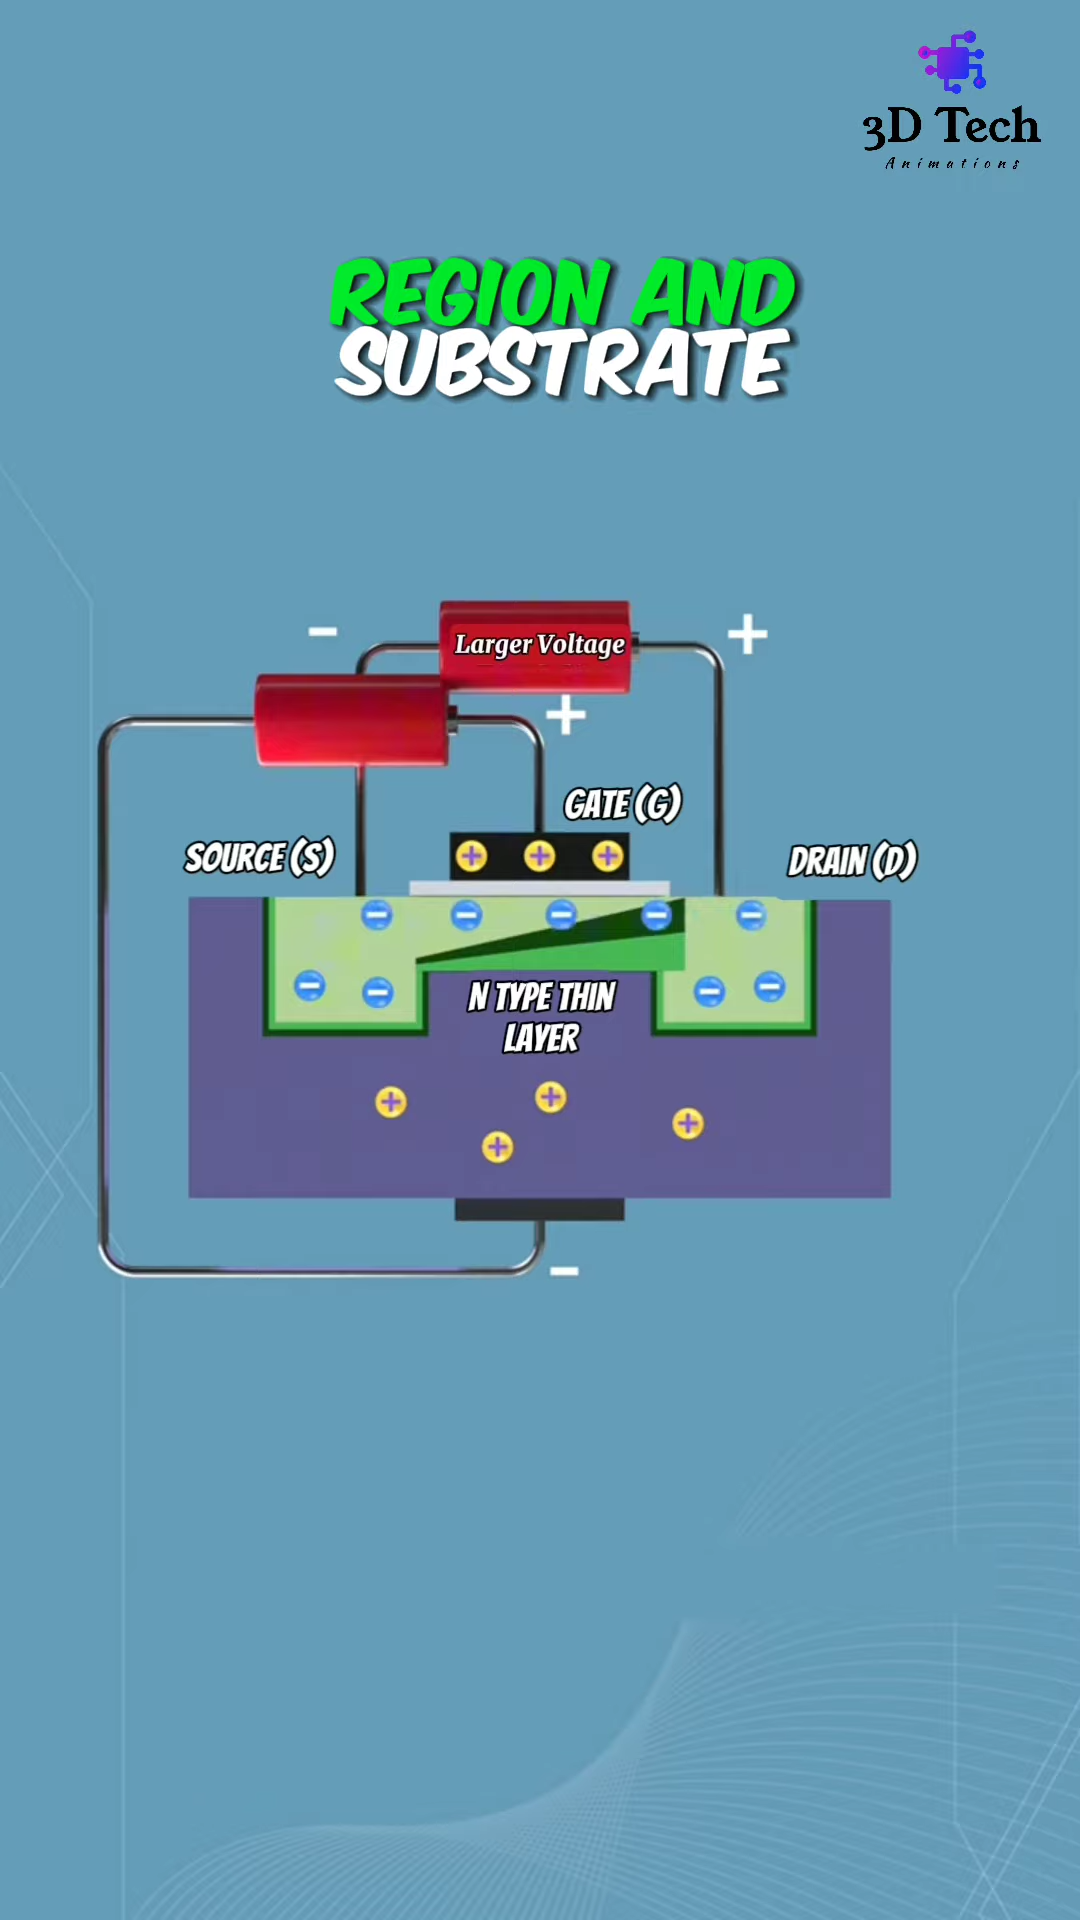 3D Tech
Animations
REGION AND
SUBSTRATE
-
Larger Voltage
+
+
GATE (G)
SOURCE (S)
DRAIN (D)
N TYPE THIN
LAYER
-